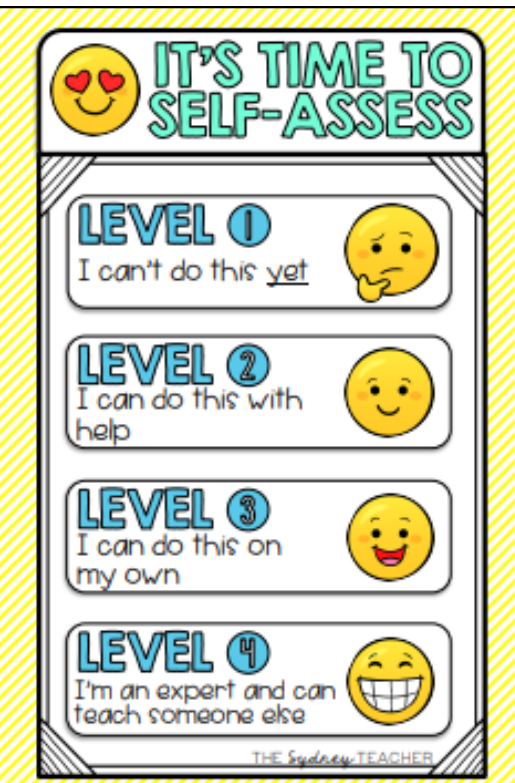 IT'S TIME TO
SELF-ASSESS
LEVEL 1
I can't do this yet
LEVEL 2
I can do this with
help
LEVEL 3
I can do this on
my own
LEVEL 4
I'm an expert and can
teach someone else
THE Sydney TEACHER